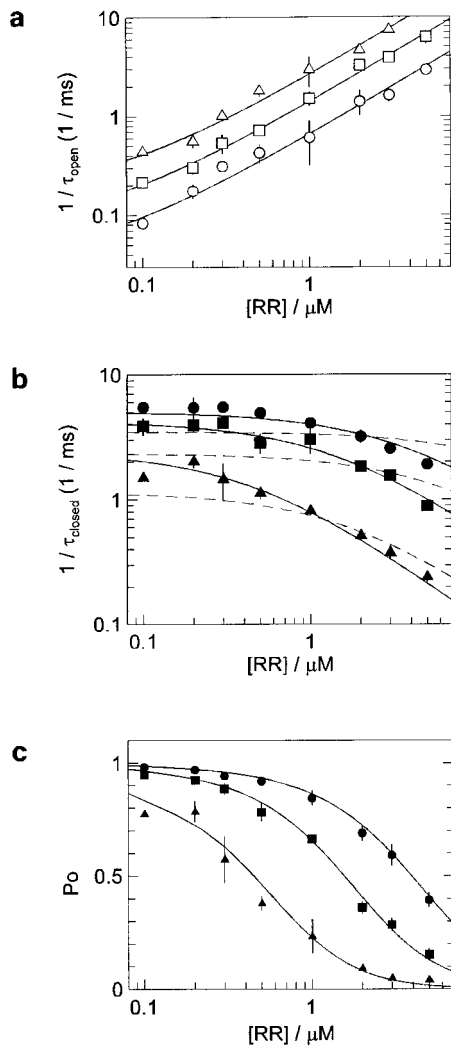 a
10
1
0.1
1 / τopen (1 / ms)
0.1
1
[RR] / μM
b
10
1
0.1
1 / τclosed (1 / ms)
0.1
1
[RR] / μM
c
1
0.5
0
Po
0.1
1
[RR] / μM